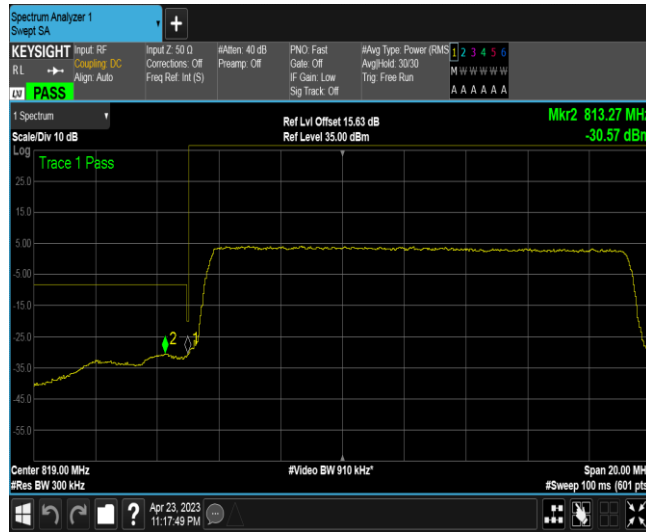 Spectrum Analyzer 1
Swept SA
+
KEYSIGHT
RL
LXI PASS
Input: RF
Coupling: DC
Align: Auto
Input Z: 50 Ω
Corrections: Off
Freq Ref: Int (S)
#Atten: 40 dB
Preamp: Off
PNO: Fast
Gate: Off
IF Gain: Low
Sig Track: Off
#Avg Type: Power (RMS
Avg|Hold: 30/30
Trig: Free Run
1 2 3 4 5 6
M W W W W W
A A A A A A
1 Spectrum
Scale/Div 10 dB
Ref Lvl Offset 15.63 dB
Ref Level 35.00 dBm
Mkr2 813.27 MHz
-30.57 dBm
Log
Trace 1 Pass
25.0
15.0
5.00
-5.00
-15.0
-25.0
-35.0
-45.0
-55.0
2 1
Center 819.00 MHz
#Res BW 300 kHz
#Video BW 910 kHz*
Span 20.00 MHz
#Sweep 100 ms (601 pts
?
Apr 23, 2023
11:17:49 PM